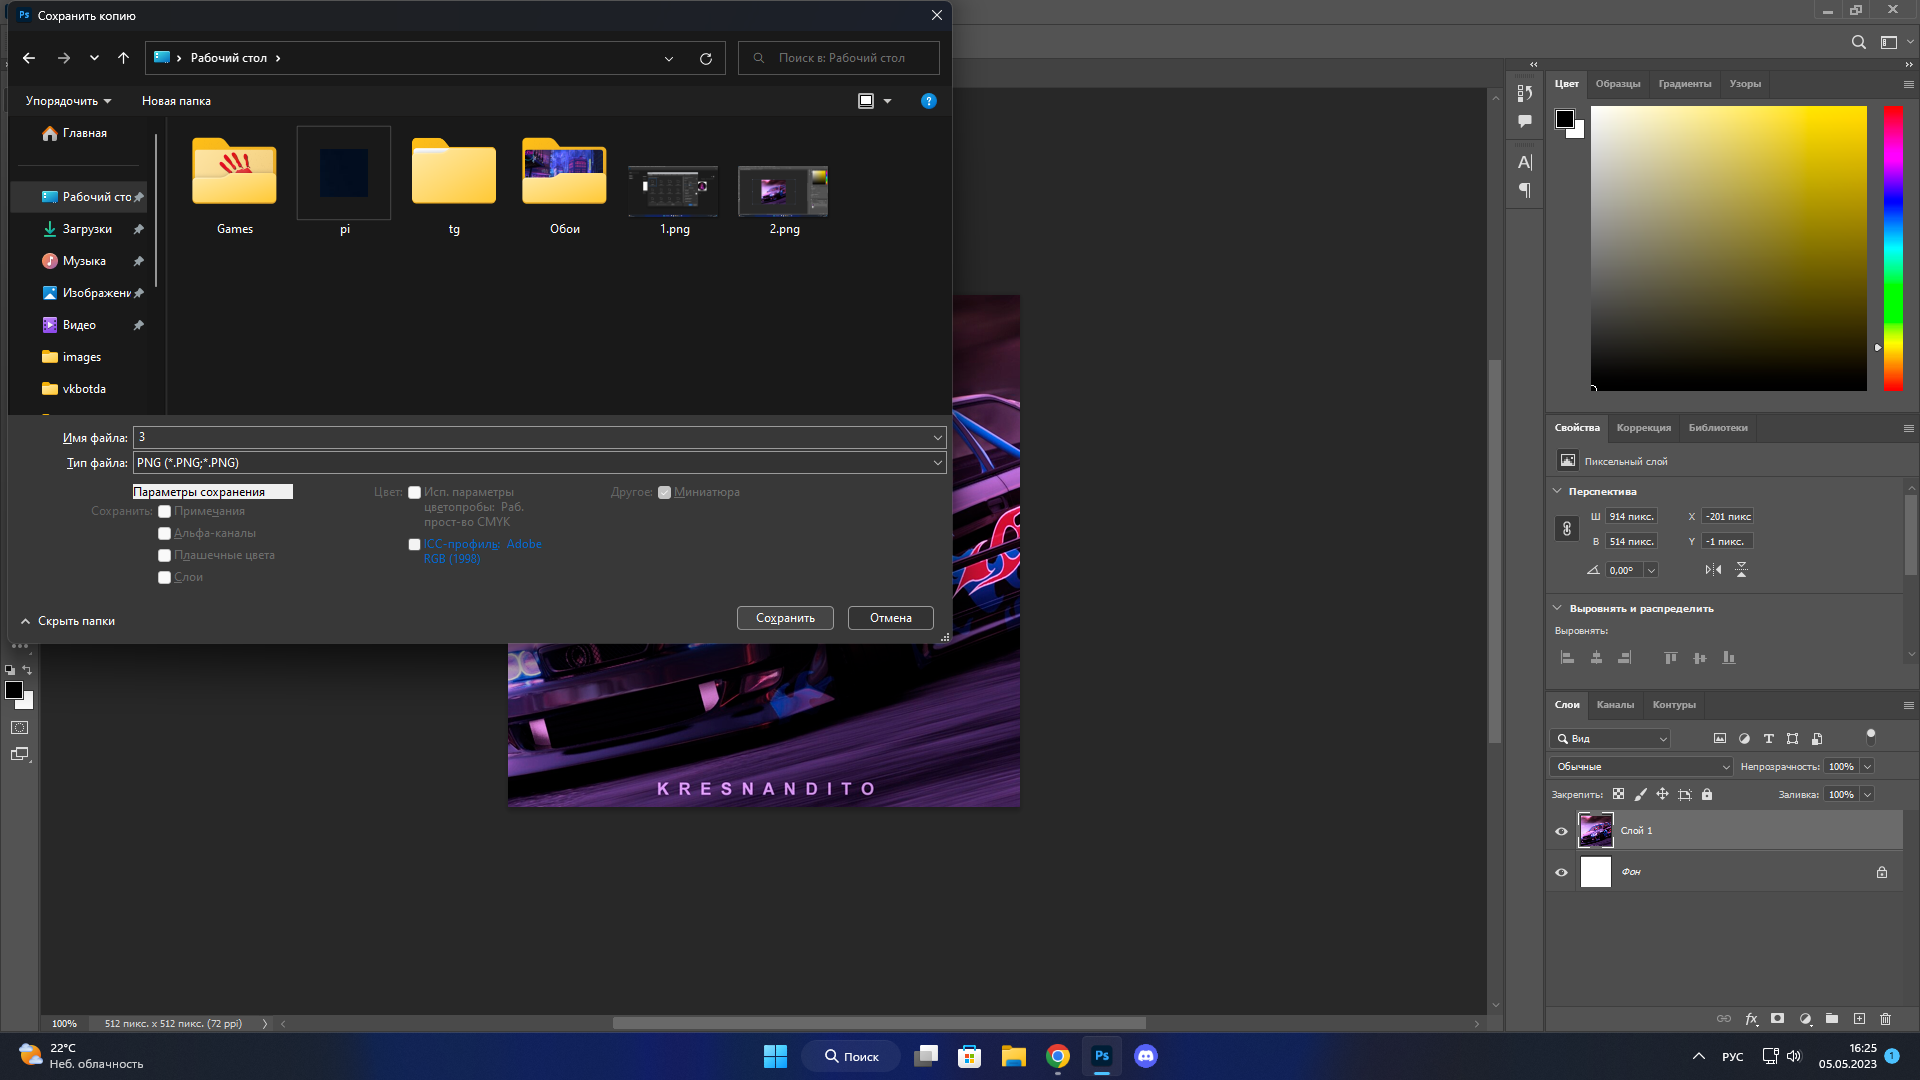 Ps Сохранить копию
Рабочий стол
Поиск в: Рабочий стол
Упорядочить Новая папка
Главная
Рабочий сто
Загрузки
Музыка
Изображени
Видео
images
vkbotda
Games pi tg Обои 1.png 2.png
Имя файла: 3
Тип файла: PNG (*.PNG;*.PNG)
Параметры сохранения
Сохранить: Примечания
Альфа-каналы
Плашечные цвета
Слои
Цвет: Исп. параметры
цветопробы: Раб.
прост-во CMYK
ICC-профиль: Adobe
RGB (1998)
Другое: Миниатюра
Скрыть папки
Сохранить Отмена
KRESNANDITO
100% 512 пикс. x 512 пикс. (72 ppi)
Цвет Образцы Градиенты Узоры
Свойства Коррекция Библиотеки
Пиксельный слой
Перспектива
Ш 914 пикс. X -201 пикс
В 514 пикс. Y -1 пикс.
0,00°
Выровнять и распределить
Выровнять:
Слои Каналы Контуры
Вид
Обычные Непрозрачность: 100%
Закрепить: Заливка: 100%
Слой 1
Фон
fx
22°C
Неб. облачность
Поиск
Ps
РУС
16:25
05.05.2023
1